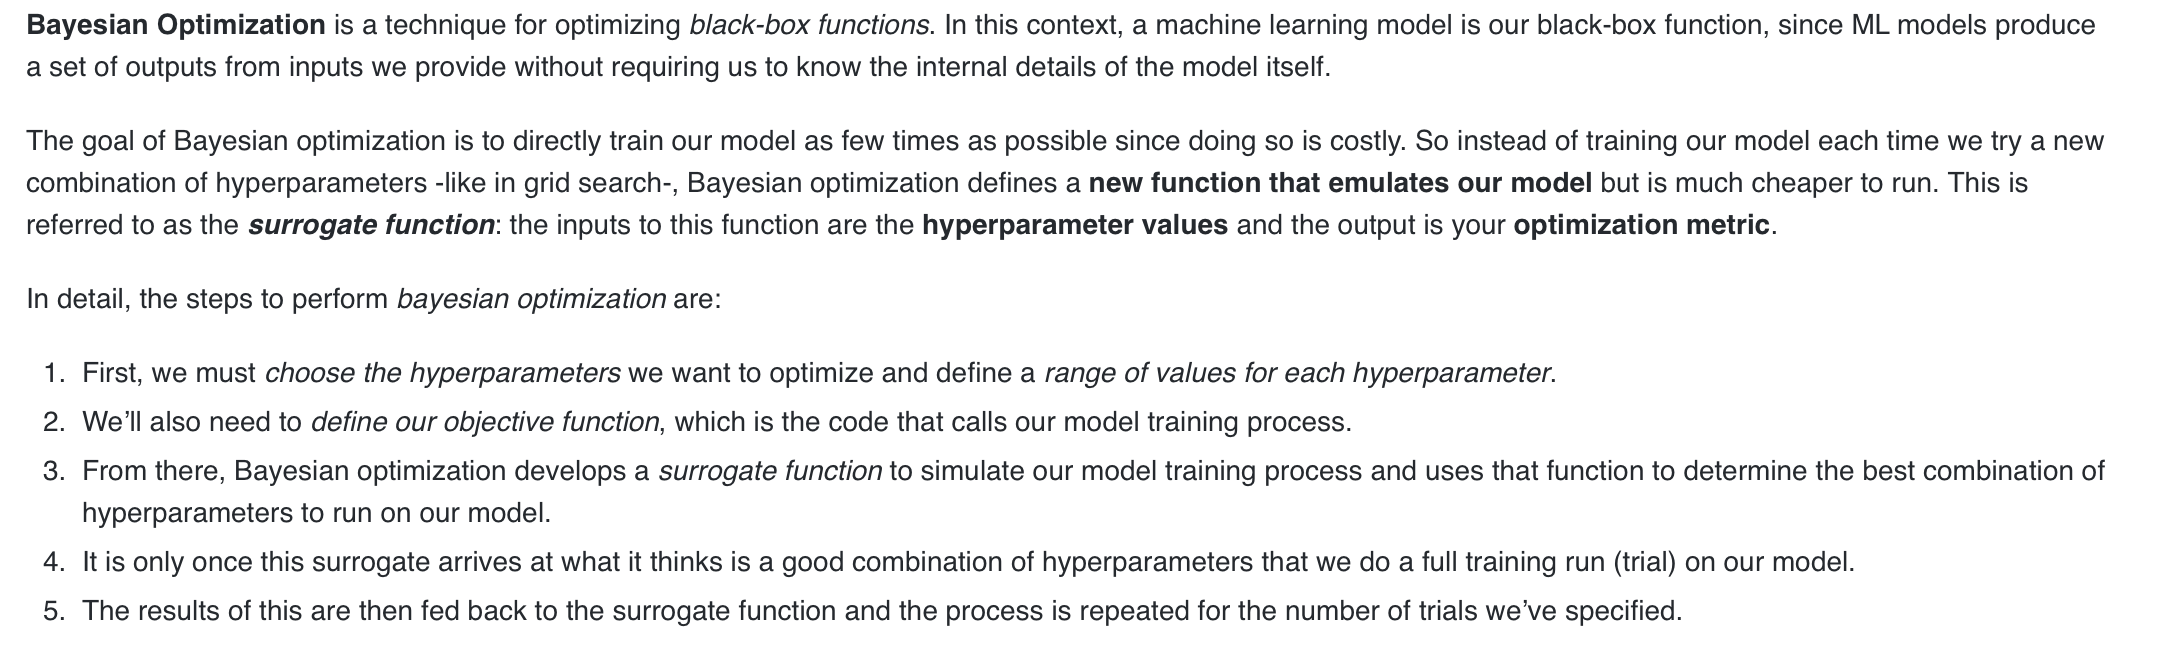 Bayesian Optimization is a technique for optimizing black-box functions. In this context, a machine learning model is our black-box function, since ML models produce
a set of outputs from inputs we provide without requiring us to know the internal details of the model itself.
The goal of Bayesian optimization is to directly train our model as few times as possible since doing so is costly. So instead of training our model each time we try a new
combination of hyperparameters -like in grid search-, Bayesian optimization defines a new function that emulates our model but is much cheaper to run. This is
referred to as the surrogate function: the inputs to this function are the hyperparameter values and the output is your optimization metric.
In detail, the steps to perform bayesian optimization are:
1. First, we must choose the hyperparameters we want to optimize and define a range of values for each hyperparameter.
2. We’ll also need to define our objective function, which is the code that calls our model training process.
3. From there, Bayesian optimization develops a surrogate function to simulate our model training process and uses that function to determine the best combination of
hyperparameters to run on our model.
4. It is only once this surrogate arrives at what it thinks is a good combination of hyperparameters that we do a full training run (trial) on our model.
5. The results of this are then fed back to the surrogate function and the process is repeated for the number of trials we’ve specified.